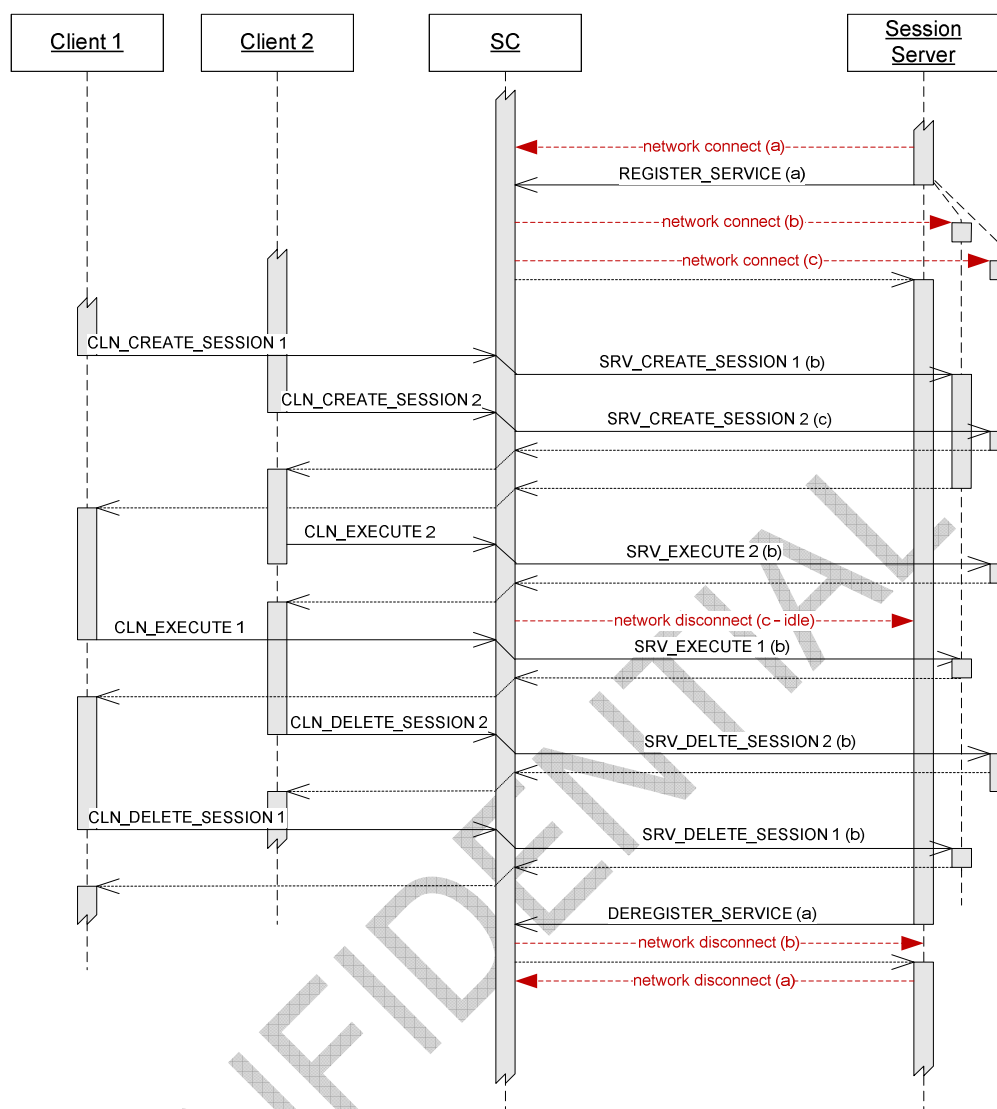 Client 1
Client 2
SC
Session
Server
network connect (a)
REGISTER_SERVICE (a)
network connect (b)
network connect (c)
CLN_CREATE_SESSION 1
SRV_CREATE_SESSION 1 (b)
CLN_CREATE_SESSION 2
SRV_CREATE_SESSION 2 (c)
CLN_EXECUTE 2
SRV_EXECUTE 2 (b)
network disconnect (c - idle)
CLN_EXECUTE 1
SRV_EXECUTE 1 (b)
CLN_DELETE_SESSION 2
SRV_DELTE_SESSION 2 (b)
CLN_DELETE_SESSION 1
SRV_DELETE_SESSION 1 (b)
DEREGISTER_SERVICE (a)
network disconnect (b)
network disconnect (a)
NFIDENTIAL